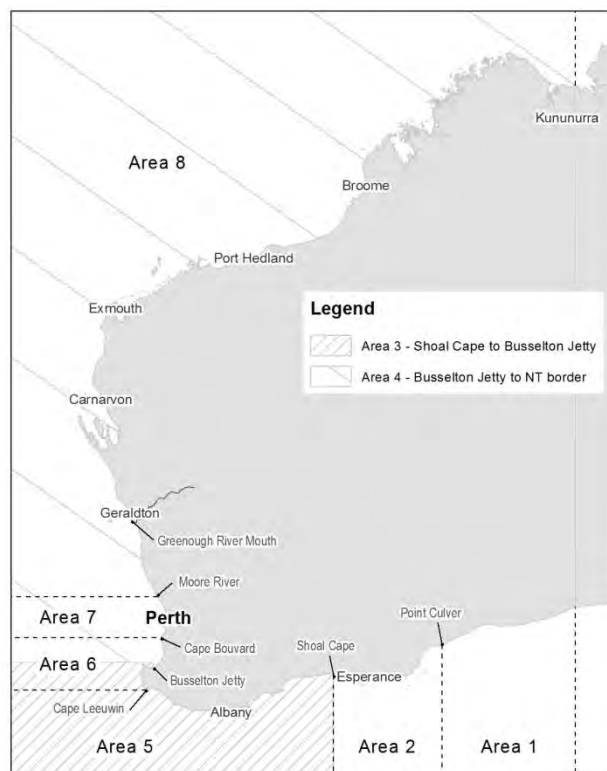 Kununurra
Area 8
Broome
Port Hedland
Exmouth
Legend
Area 3 - Shoal Cape to Busselton Jetty
Area 4 - Busselton Jetty to NT border
Carnarvon
Geraldton
Greenough River Mouth
Moore River
Area 7
Perth
Point Culver
Cape Bouvard
Shoal Cape
Area 6
Busselton Jetty
Esperance
Cape Leeuwin
Albany
Area 5
Area 2
Area 1